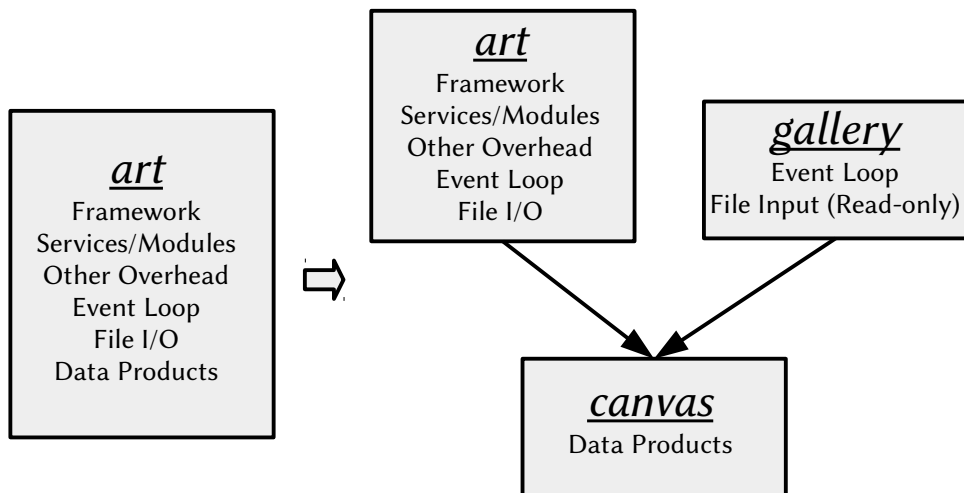 art
Framework
Services/Modules
Other Overhead
Event Loop
File I/O
Data Products
art
Framework
Services/Modules
Other Overhead
Event Loop
File I/O
gallery
Event Loop
File Input (Read-only)
canvas
Data Products